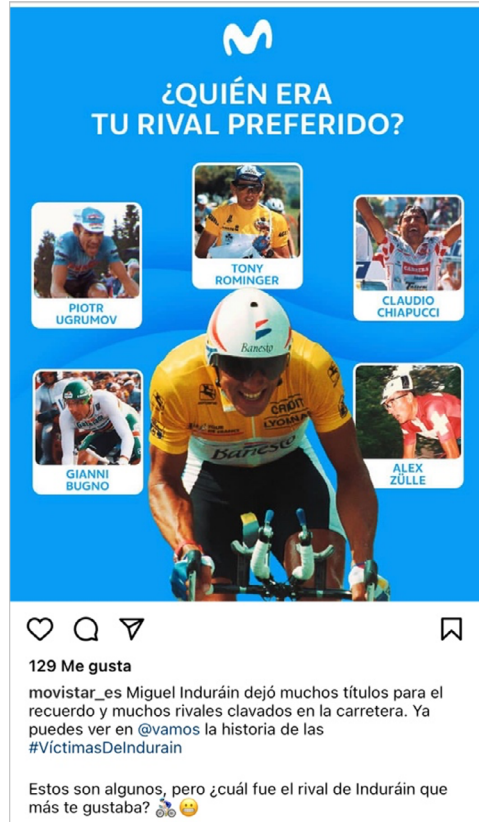 ¿QUIÉN ERA
TU RIVAL PREFERIDO?
TONY
ROMINGER
PIOTR
UGRUMOV
CLAUDIO
CHIAPUCCI
Banesto
CREDIT
LYONNAIS
Banesto
GIANNI
BUGNO
ALEX
ZÜLLE
129 Me gusta
movistar_es Miguel Induráin dejó muchos títulos para el
recuerdo y muchos rivales clavados en la carretera. Ya
puedes ver en @vamos la historia de las
#VíctimasDeIndurain
Estos son algunos, pero ¿cuál fue el rival de Induráin que
más te gustaba? 🚴😬